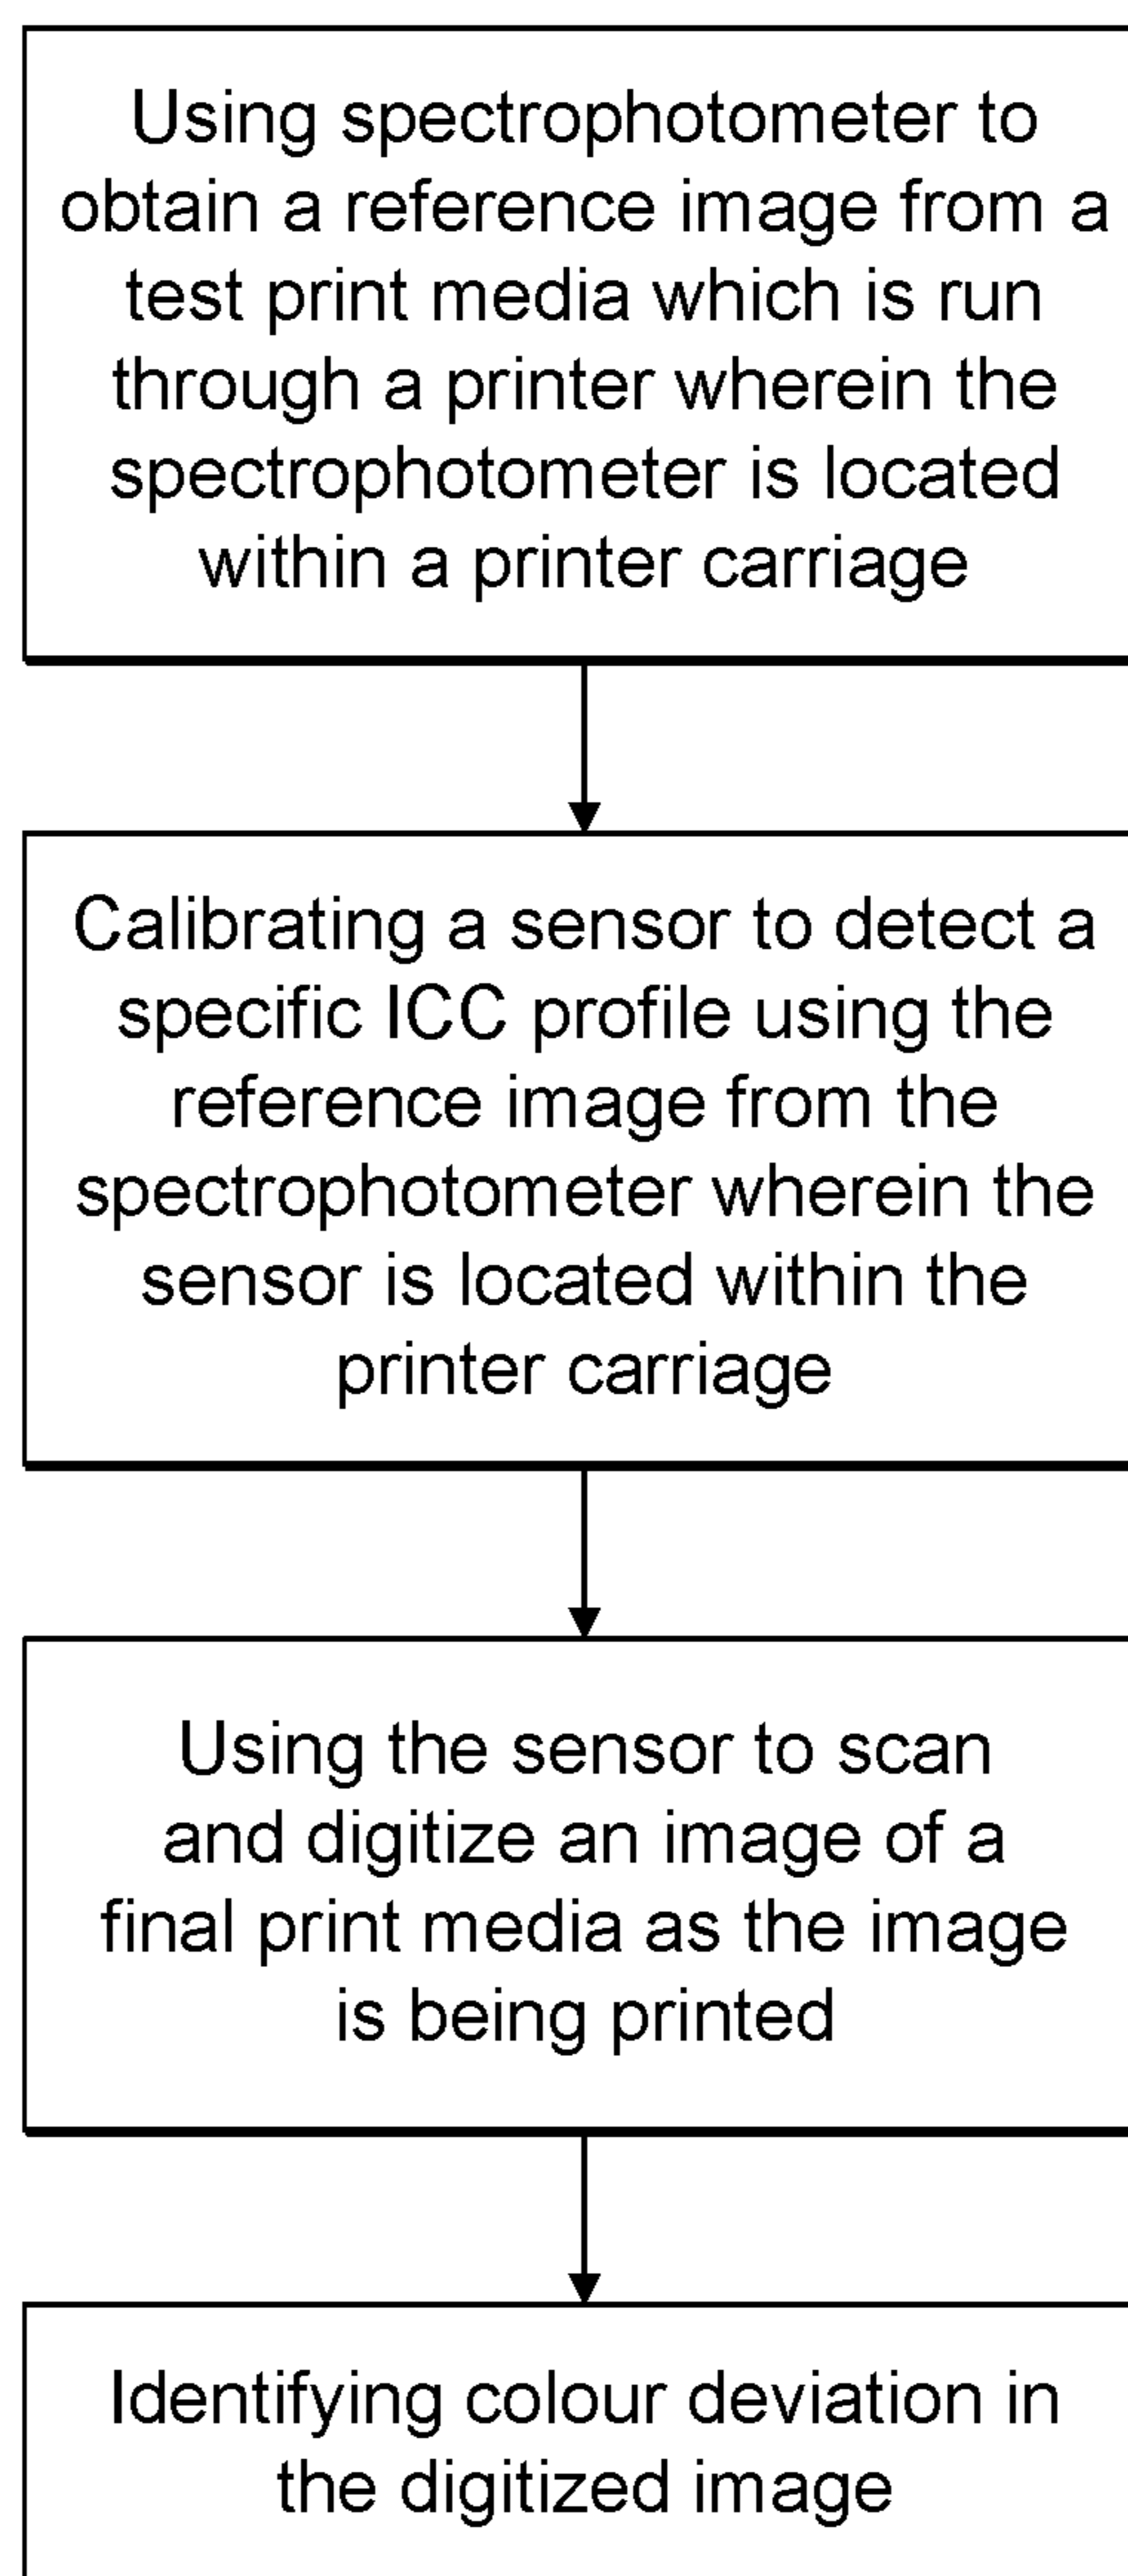 Using spectrophotometer to
obtain a reference image from a
test print media which is run
through a printer wherein the
spectrophotometer is located
within a printer carriage
Calibrating a sensor to detect a
specific ICC profile using the
reference image from the
spectrophotometer wherein the
sensor is located within the
printer carriage
Using the sensor to scan
and digitize an image of a
final print media as the image
is being printed
Identifying colour deviation in
the digitized image